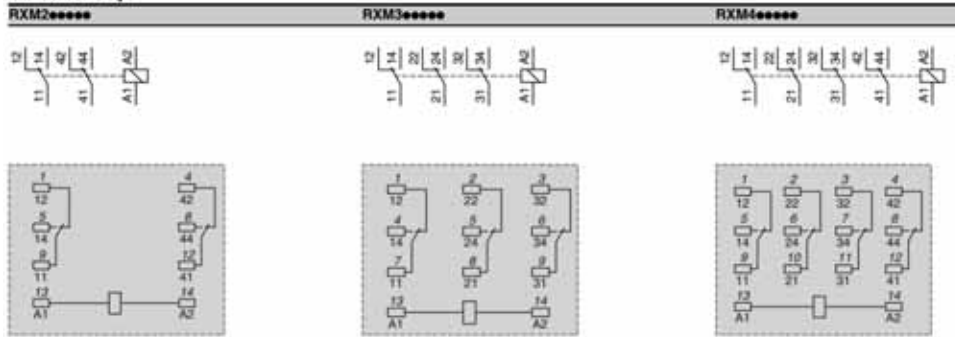 RXM2●●●●●
12 14 42 44 A2
11 41 A1
1 4
12 42
5 8
14 44
9 12
11 41
13 14
A1 A2
RXM3●●●●●
12 14 22 24 32 34 A2
11 21 31 A1
1 2 3
12 22 32
4 5 6
14 24 34
7 8 9
11 21 31
13 14
A1 A2
RXM4●●●●●
12 14 22 24 32 34 42 44 A2
11 21 31 41 A1
1 2 3 4
12 22 32 42
5 6 7 8
14 24 34 44
9 10 11 12
11 21 31 41
13 14
A1 A2